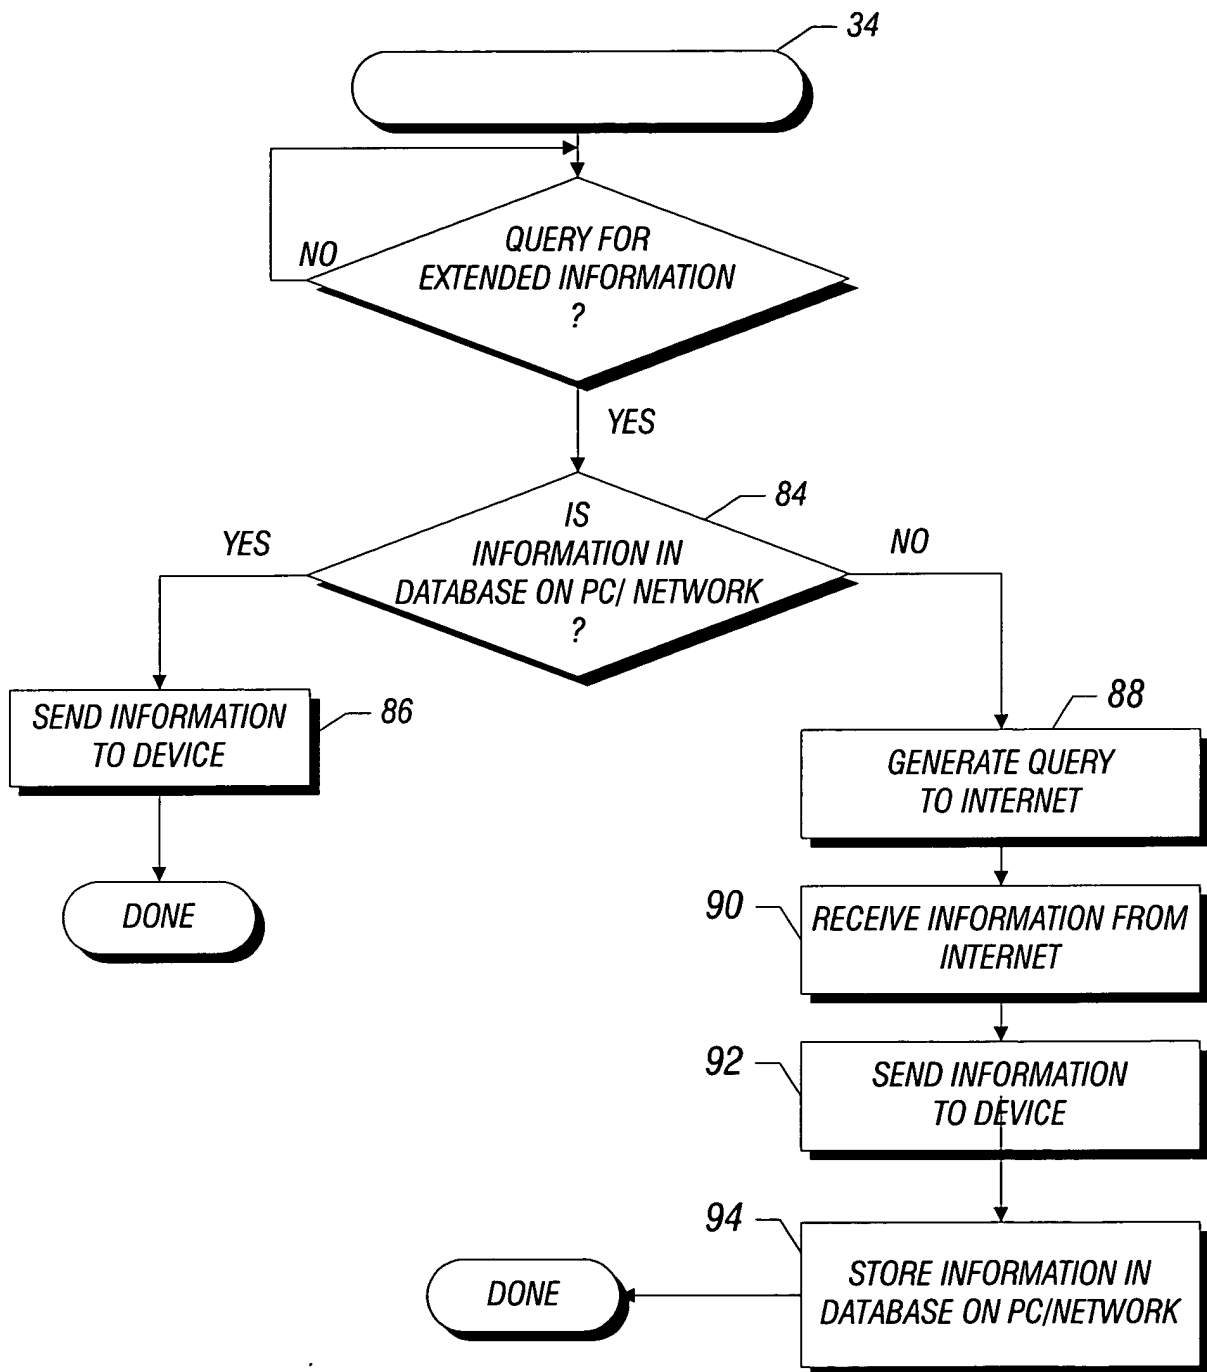 34
QUERY FOR
EXTENDED INFORMATION
?
NO
YES
84
IS
INFORMATION IN
DATABASE ON PC/ NETWORK
?
YES
NO
SEND INFORMATION
TO DEVICE
86
DONE
88
GENERATE QUERY
TO INTERNET
90
RECEIVE INFORMATION FROM
INTERNET
92
SEND INFORMATION
TO DEVICE
94
STORE INFORMATION IN
DATABASE ON PC/NETWORK
DONE